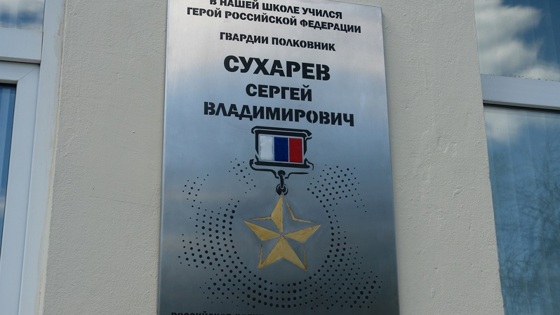 В НАШЕЙ ШКОЛЕ УЧИЛСЯ
ГЕРОЙ РОССИЙСКОЙ ФЕДЕРАЦИИ
ГВАРДИИ ПОЛКОВНИК
СУХАРЕВ
СЕРГЕЙ
ВЛАДИМИРОВИЧ